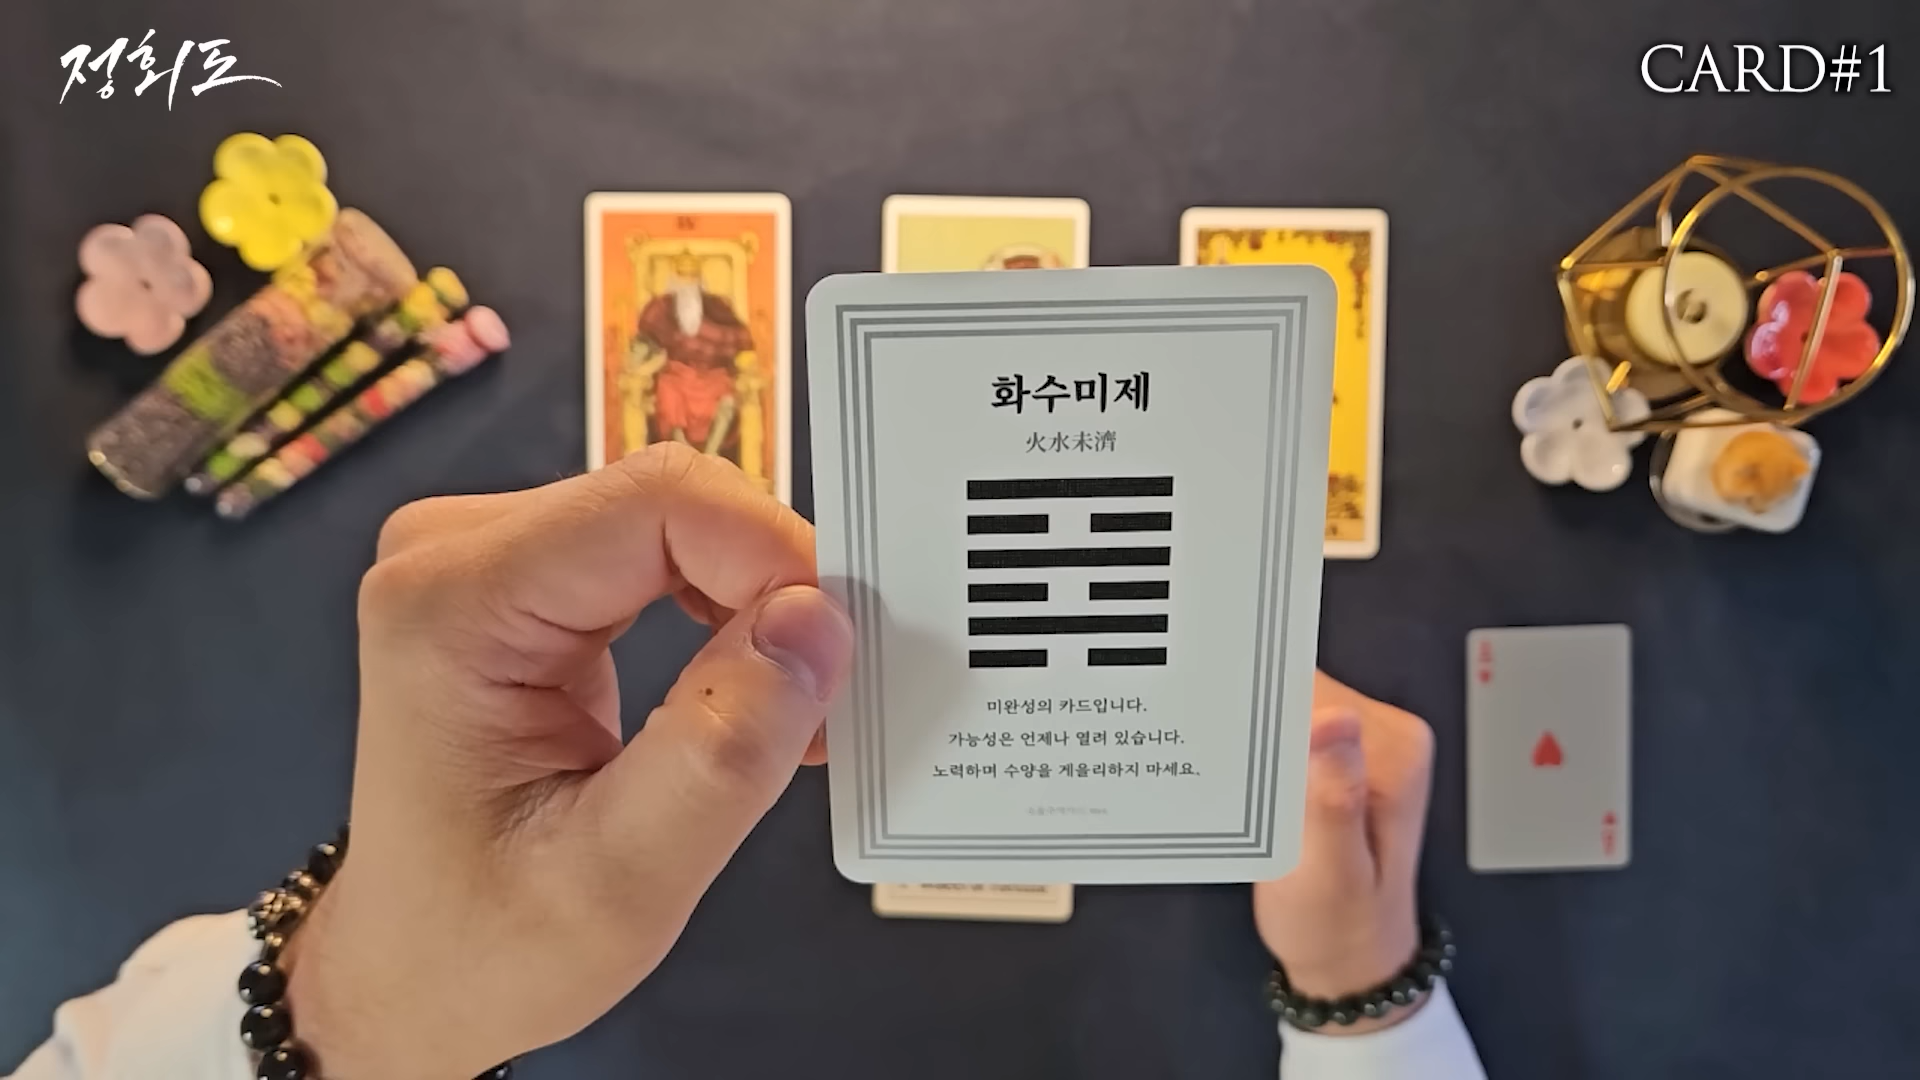 정회도
CARD#1
화수미제
火水未濟
미완성의 카드입니다.
가능성은 언제나 열려 있습니다.
노력하며 수양을 게을리하지 마세요.